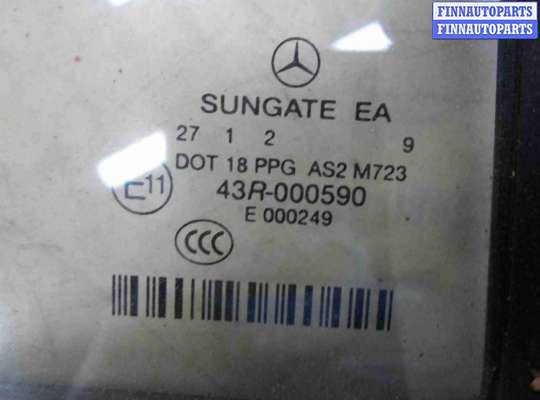 FINNAUTOPARTS
FINNAUTOPARTS
SUNGATE EA
27 1 2 9
DOT 18 PPG AS2 M723
E11 43R-000590
E 000249
CCC